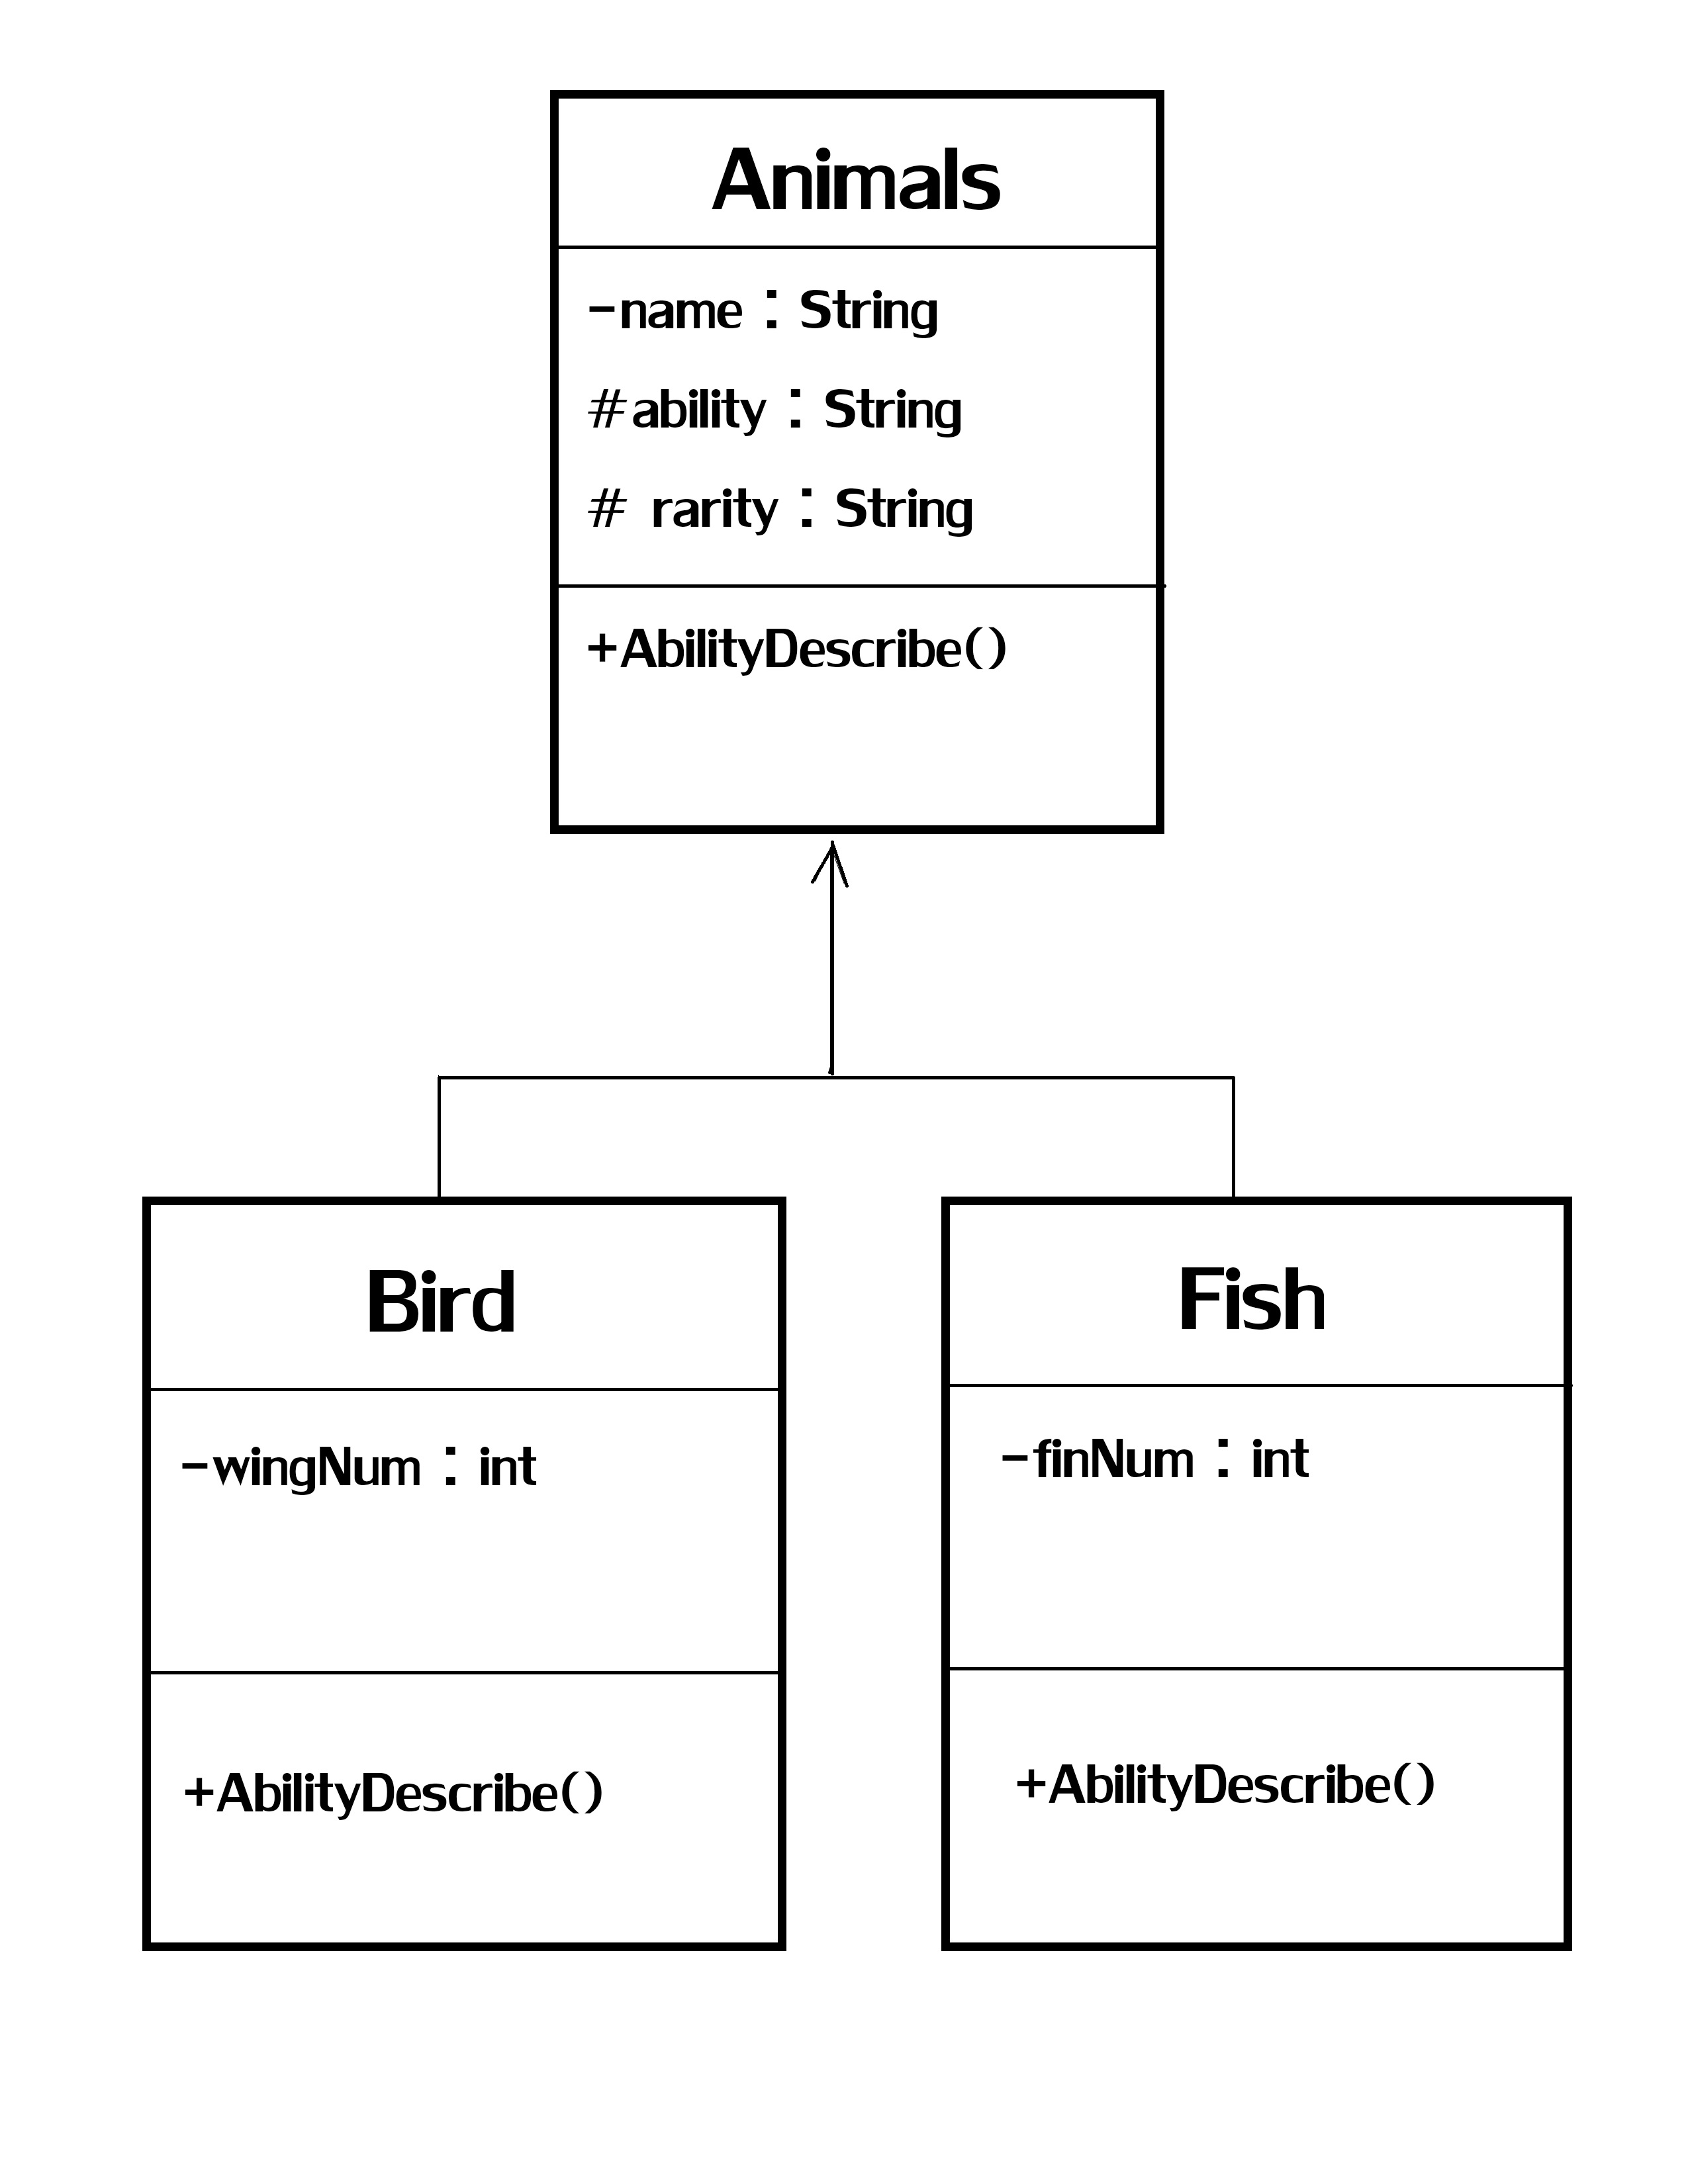 Animals
-name : String
#ability : String
# rarity : String
+AbilityDescribe()
Bird
-wingNum : int
+AbilityDescribe()
Fish
-finNum : int
+AbilityDescribe()